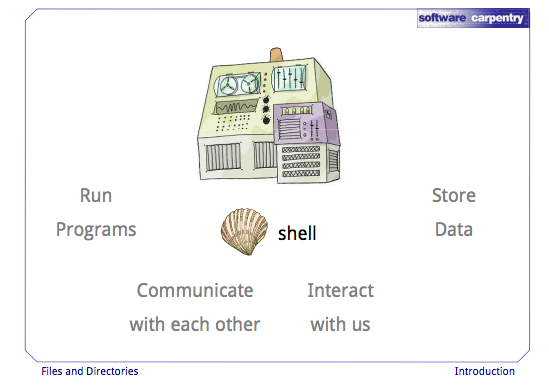 software carpentry
Run
Programs
Store
Data
shell
Communicate
with each other
Interact
with us
Files and Directories
Introduction